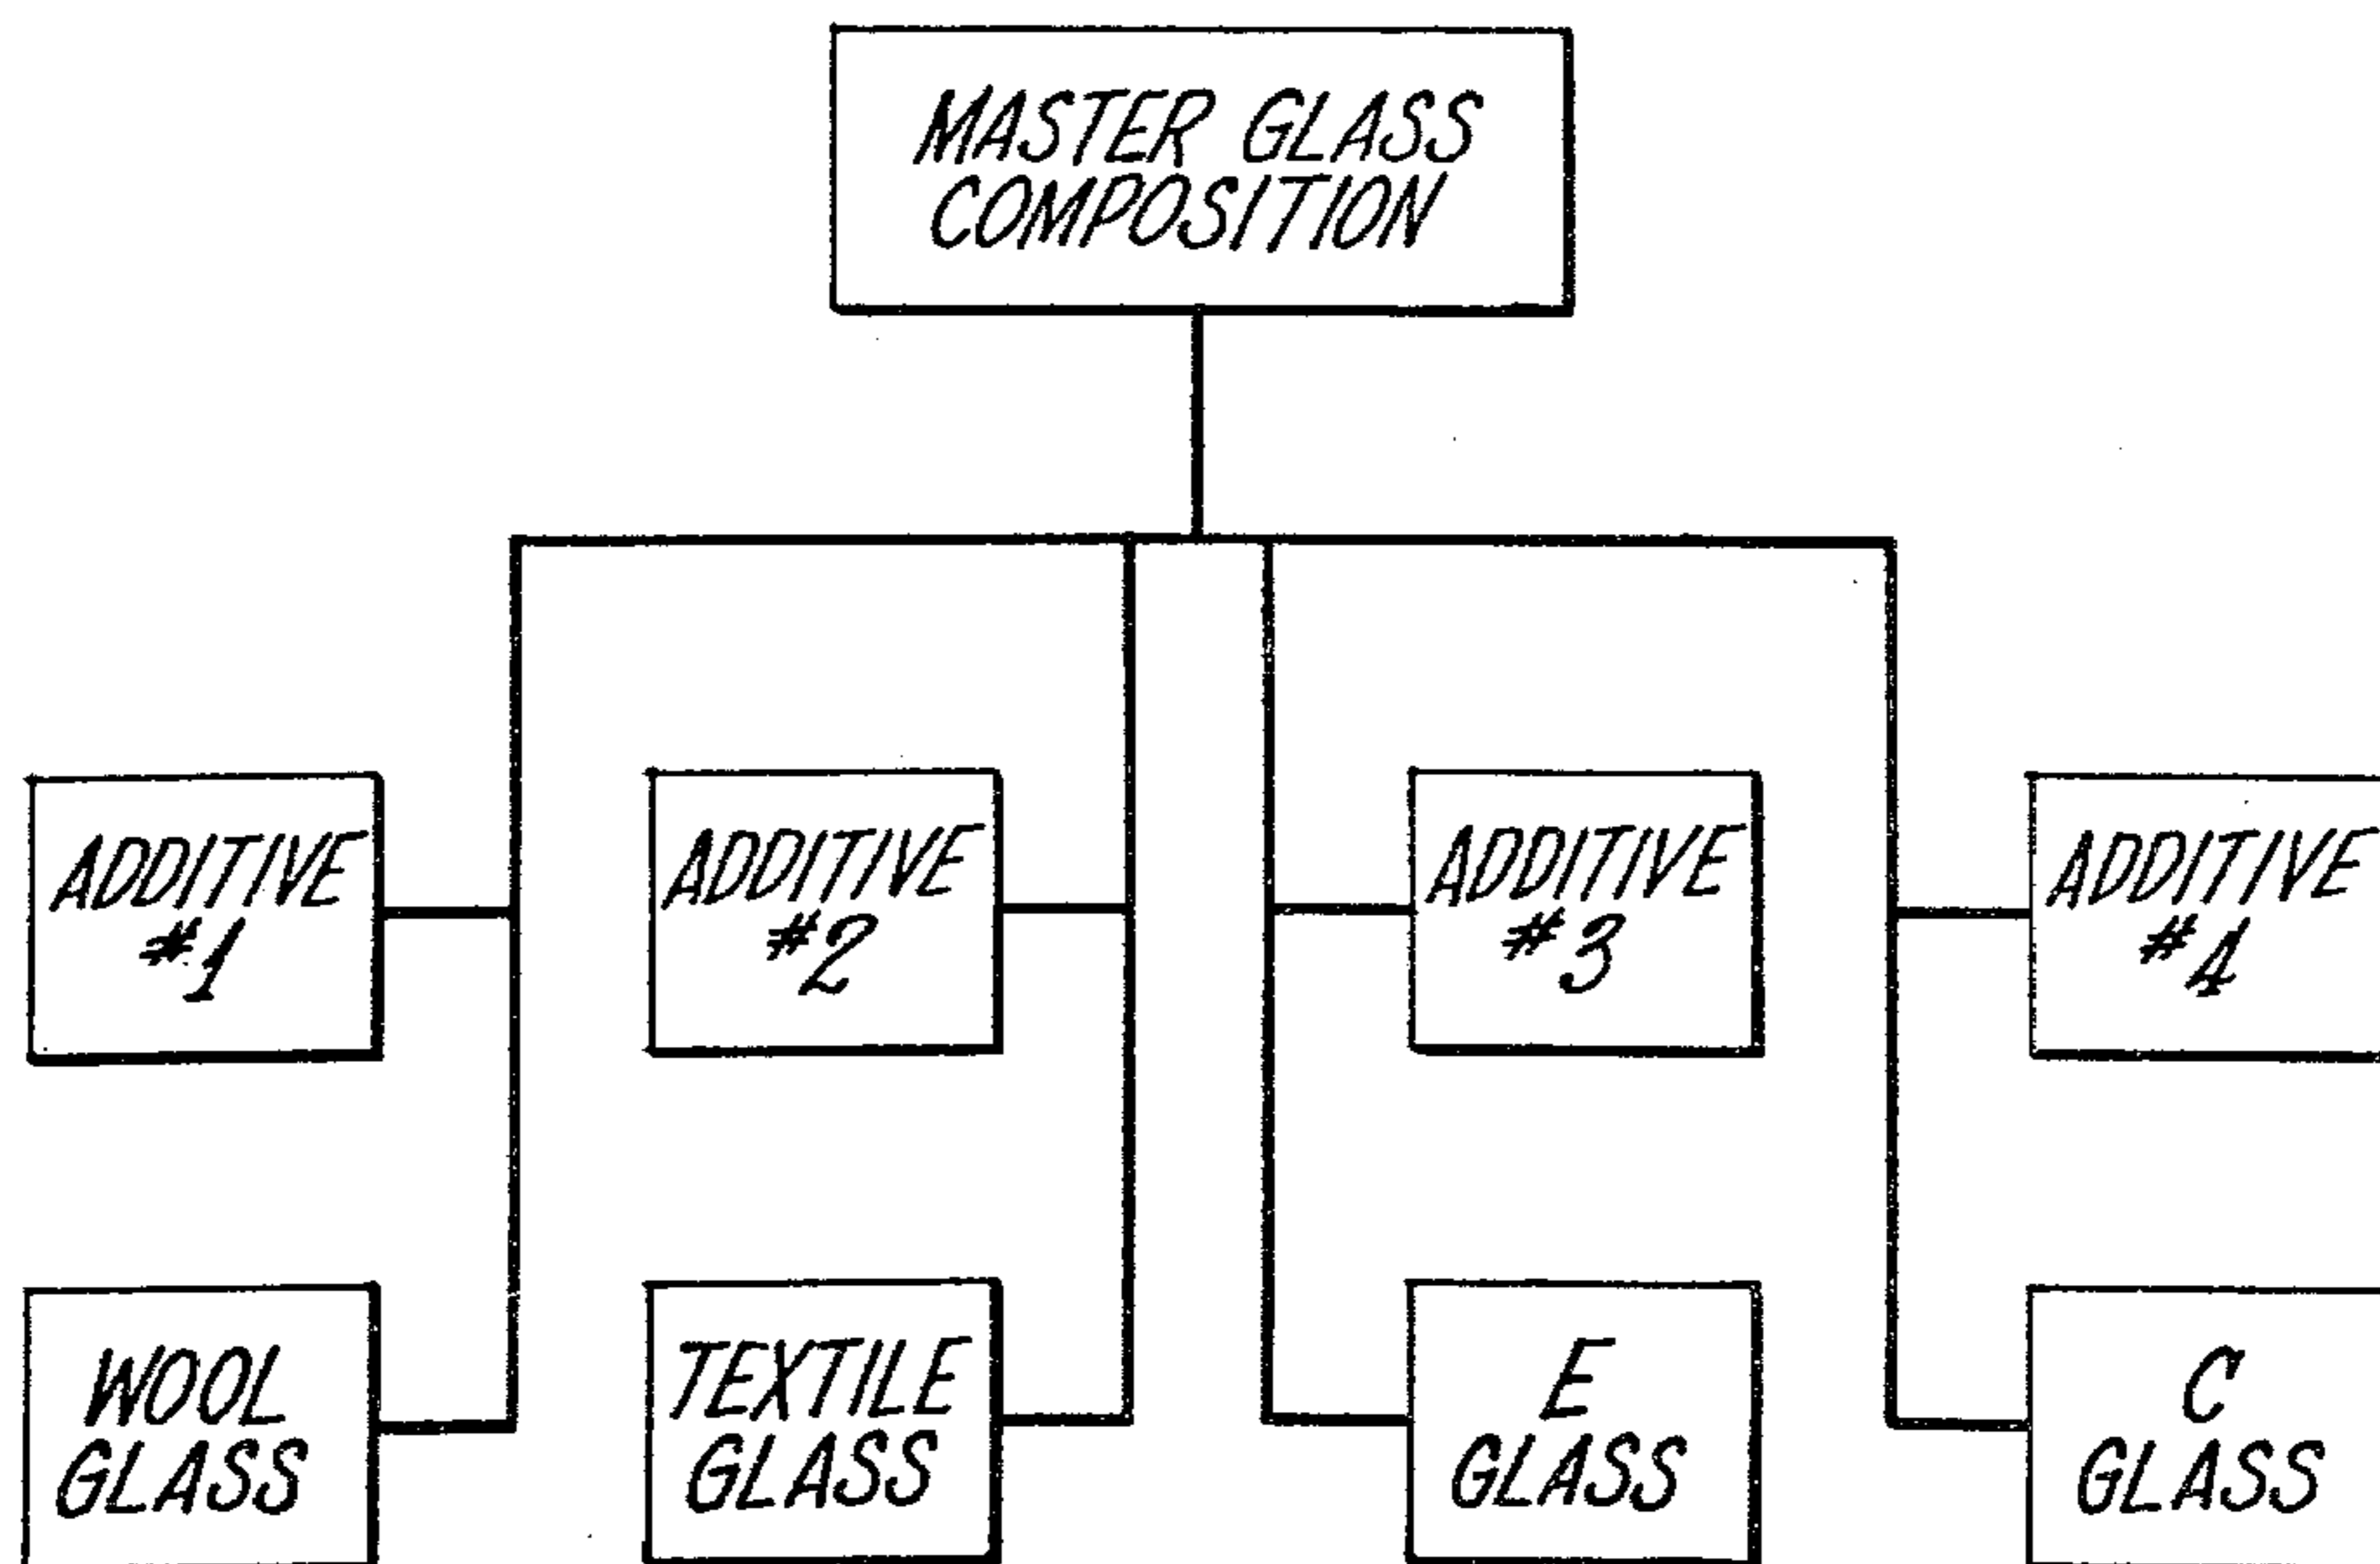 MASTER GLASS
COMPOSITION
ADDITIVE
#1
ADDITIVE
#2
ADDITIVE
#3
ADDITIVE
#4
WOOL
GLASS
TEXTILE
GLASS
E
GLASS
C
GLASS